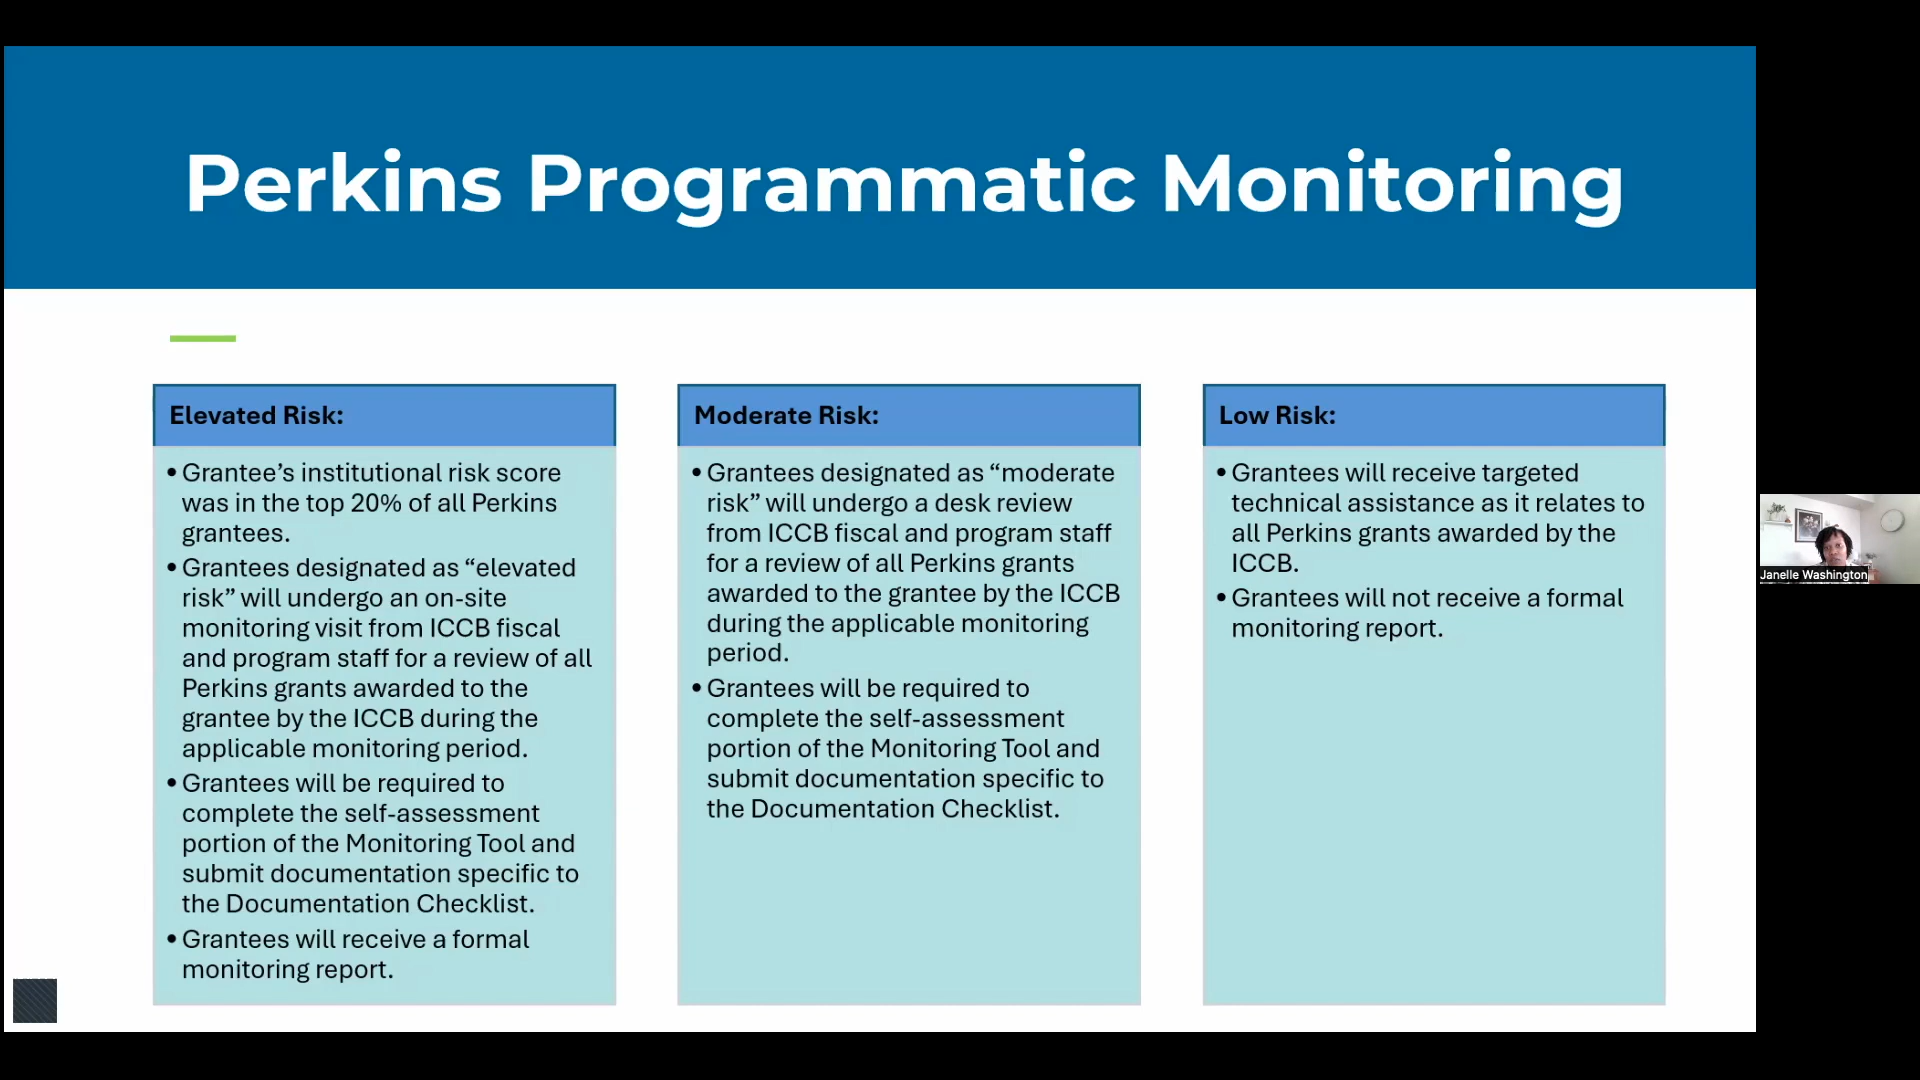 Perkins Programmatic Monitoring
Elevated Risk:
• Grantee’s institutional risk score
was in the top 20% of all Perkins
grantees.
• Grantees designated as “elevated
risk” will undergo an on-site
monitoring visit from ICCB fiscal
and program staff for a review of all
Perkins grants awarded to the
grantee by the ICCB during the
applicable monitoring period.
• Grantees will be required to
complete the self-assessment
portion of the Monitoring Tool and
submit documentation specific to
the Documentation Checklist.
• Grantees will receive a formal
monitoring report.
Moderate Risk:
• Grantees designated as “moderate
risk” will undergo a desk review
from ICCB fiscal and program staff
for a review of all Perkins grants
awarded to the grantee by the ICCB
during the applicable monitoring
period.
• Grantees will be required to
complete the self-assessment
portion of the Monitoring Tool and
submit documentation specific to
the Documentation Checklist.
Low Risk:
• Grantees will receive targeted
technical assistance as it relates to
all Perkins grants awarded by the
ICCB.
• Grantees will not receive a formal
monitoring report.
Janelle Washington